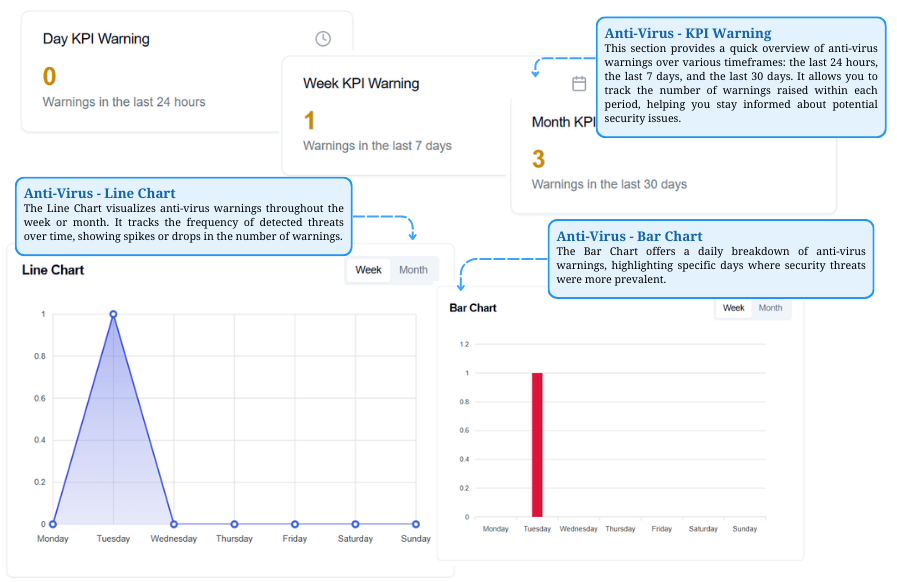 Day KPI Warning
0
Warnings in the last 24 hours
Week KPI Warning
1
Warnings in the last 7 days
Month KPI
3
Warnings in the last 30 days
Anti-Virus - KPI Warning
This section provides a quick overview of anti-virus
warnings over various timeframes: the last 24 hours,
the last 7 days, and the last 30 days. It allows you to
track the number of warnings raised within each
period, helping you stay informed about potential
security issues.
Anti-Virus - Line Chart
The Line Chart visualizes anti-virus warnings throughout the
week or month. It tracks the frequency of detected threats
over time, showing spikes or drops in the number of warnings.
Line Chart
Week Month
1
0.8
0.6
0.4
0.2
0
Monday Tuesday Wednesday Thursday Friday Saturday Sunday
Anti-Virus - Bar Chart
The Bar Chart offers a daily breakdown of anti-virus
warnings, highlighting specific days where security threats
were more prevalent.
Bar Chart
Week Month
1.2
1
0.8
0.6
0.4
0.2
0
Monday Tuesday Wednesday Thursday Friday Saturday Sunday